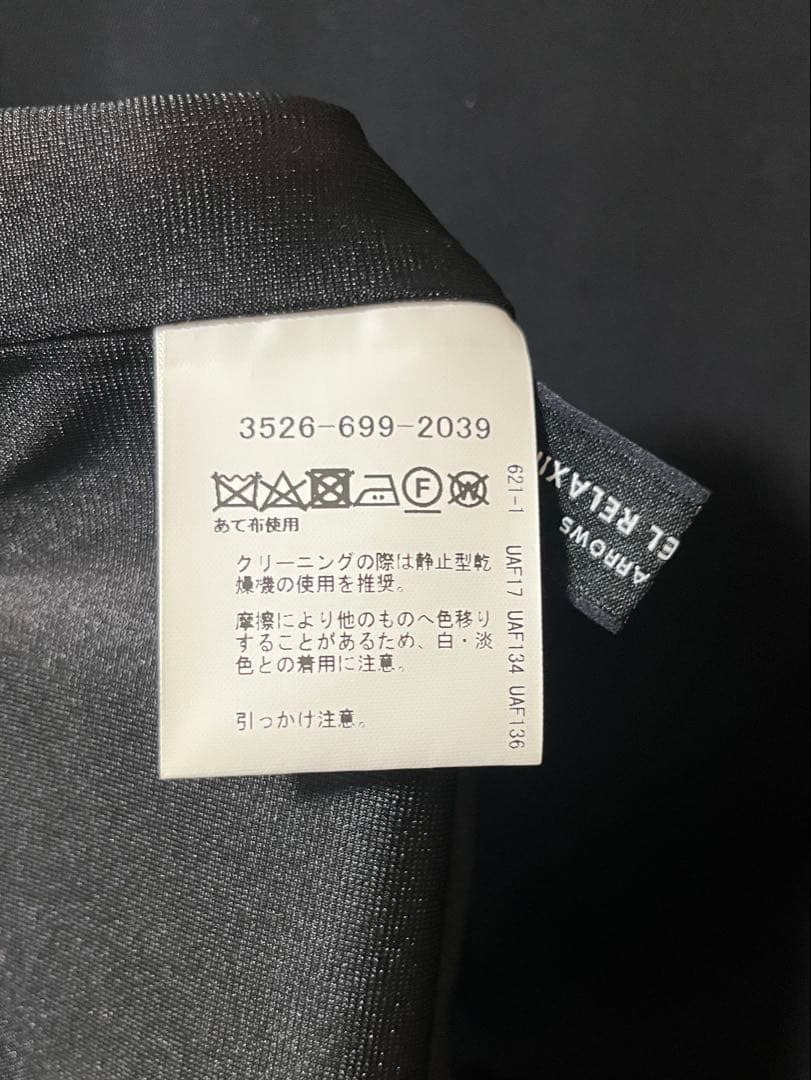 3526-699-2039
F
W
あて布使用
クリーニングの際は静止型乾
燥機の使用を推奨。
摩擦により他のものへ色移り
することがあるため、白・淡
色との着用に注意。
引っかけ注意。
621-1 UAF17 UAF134 UAF136
ARROWS
EL RELAXI